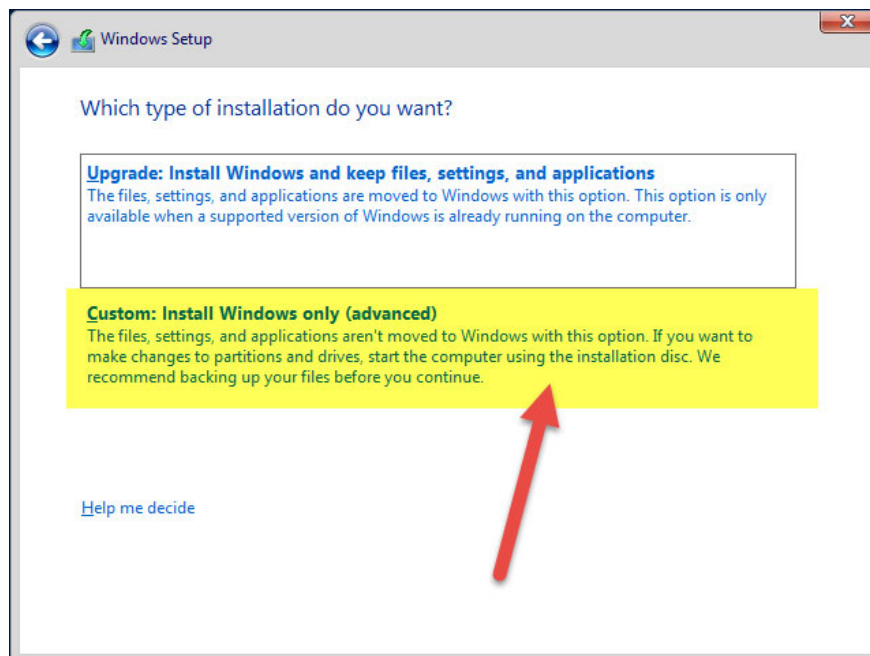 Windows Setup
Which type of installation do you want?
Upgrade: Install Windows and keep files, settings, and applications
The files, settings, and applications are moved to Windows with this option. This option is only
available when a supported version of Windows is already running on the computer.
Custom: Install Windows only (advanced)
The files, settings, and applications aren't moved to Windows with this option. If you want to
make changes to partitions and drives, start the computer using the installation disc. We
recommend backing up your files before you continue.
Help me decide